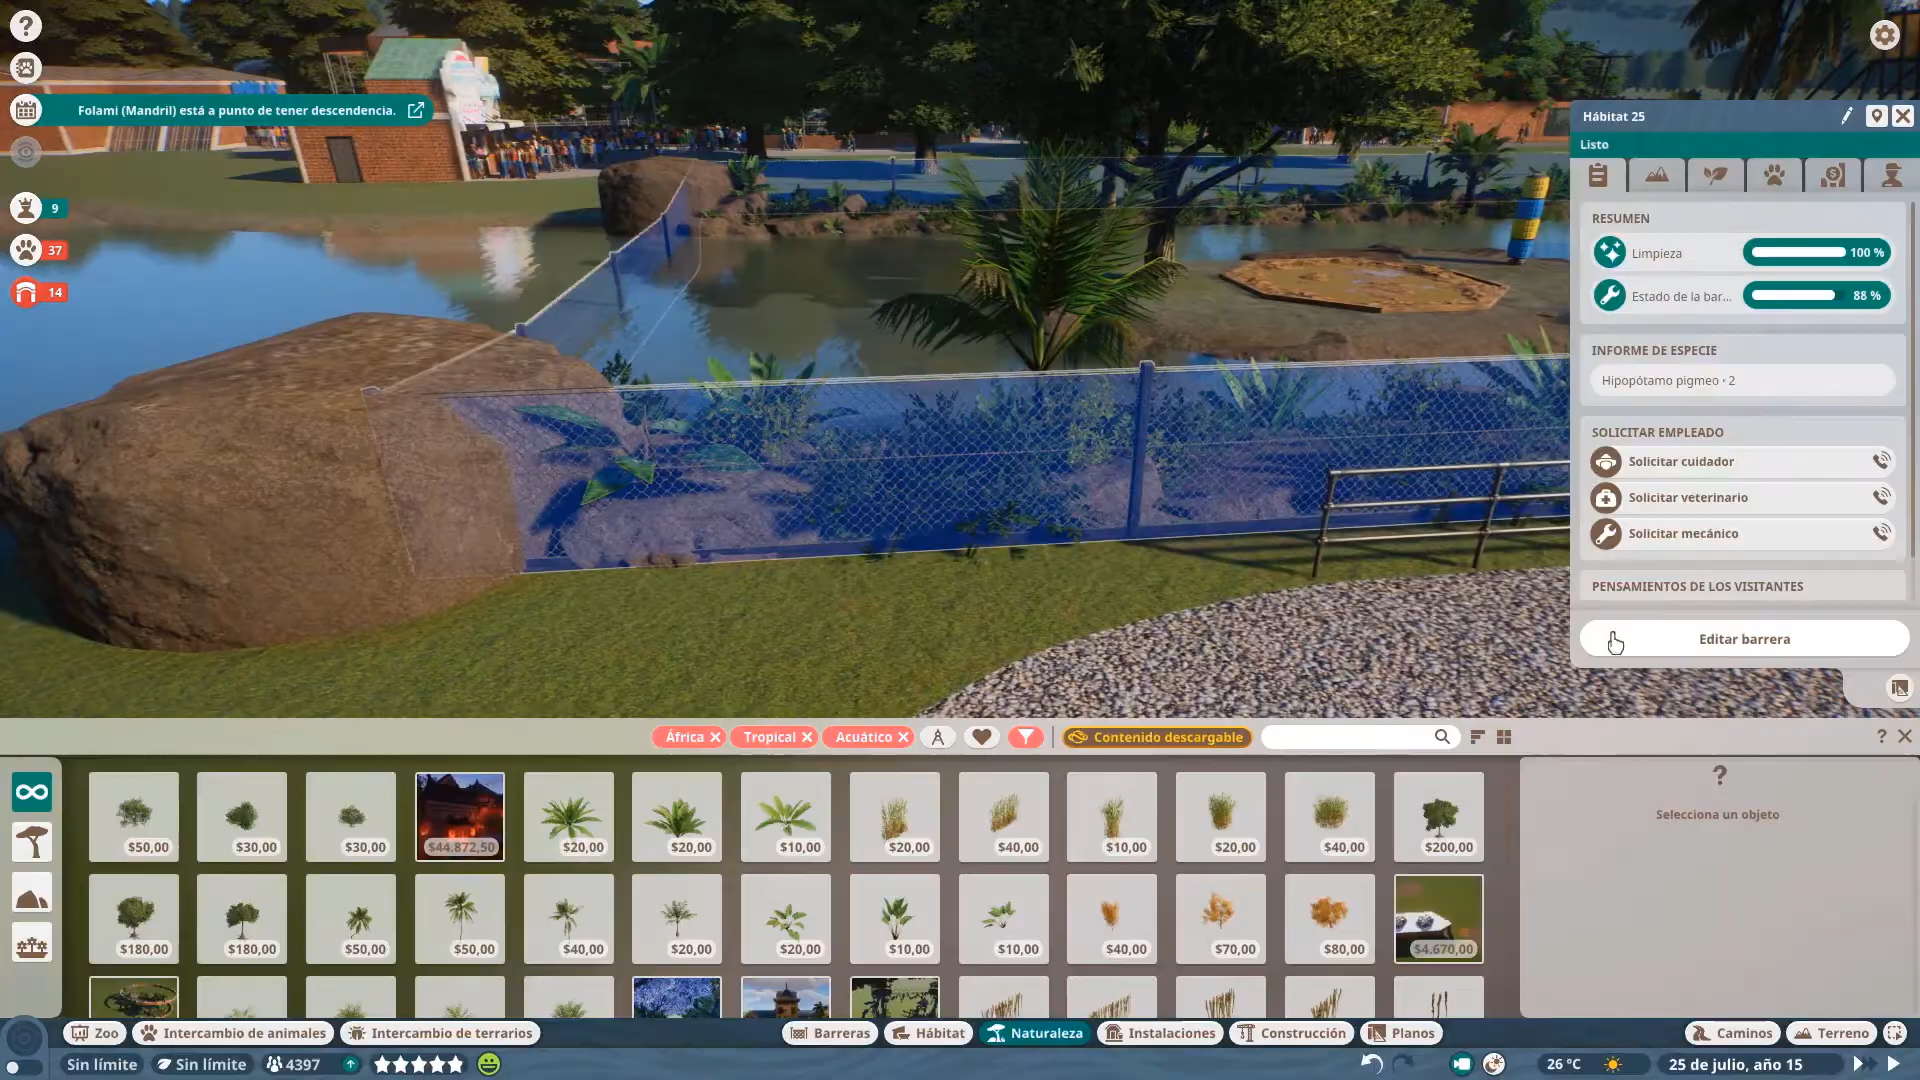 ?
Folami (Mandril) está a punto de tener descendencia.
9
37
14
Hábitat 25
Listo
RESUMEN
Limpieza
100 %
Estado de la bar...
88 %
INFORME DE ESPECIE
Hipopótamo pigmeo • 2
SOLICITAR EMPLEADO
Solicitar cuidador
Solicitar veterinario
Solicitar mecánico
PENSAMIENTOS DE LOS VISITANTES
Editar barrera
África
Tropical
Acuático
Contenido descargable
?
?
Selecciona un objeto
$50,00
$30,00
$30,00
$44.872,50
$20,00
$20,00
$10,00
$20,00
$40,00
$10,00
$20,00
$40,00
$200,00
$180,00
$180,00
$50,00
$50,00
$40,00
$20,00
$20,00
$10,00
$10,00
$40,00
$70,00
$80,00
$4.670,00
Zoo
Intercambio de animales
Intercambio de terrarios
Barreras
Hábitat
Naturaleza
Instalaciones
Construcción
Planos
Caminos
Terreno
Sin límite
Sin límite
4397
26 °C
25 de julio, año 15